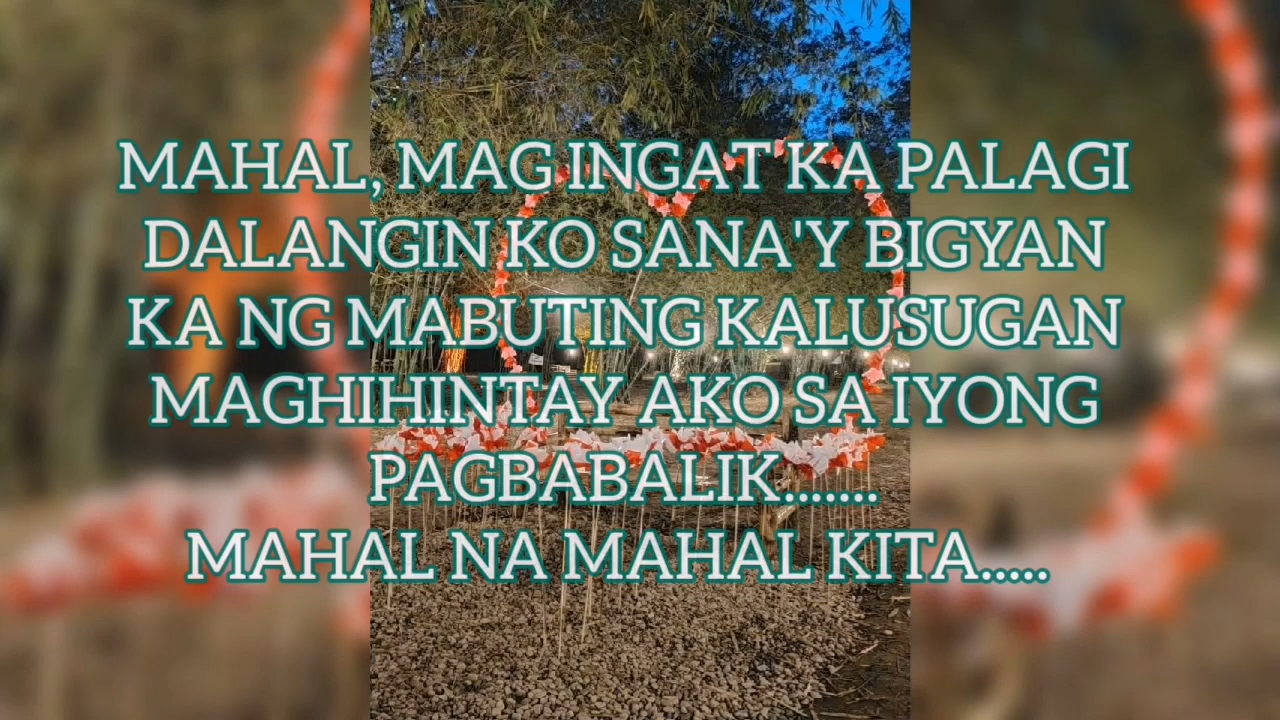 MAHAL, MAG INGAT KA PALAGI
DALANGIN KO SANA'Y BIGYAN
KA NG MABUTING KALUSUGAN
MAGHIHINTAY AKO SA IYONG
PAGBABALIK.......
MAHAL NA MAHAL KITA.....